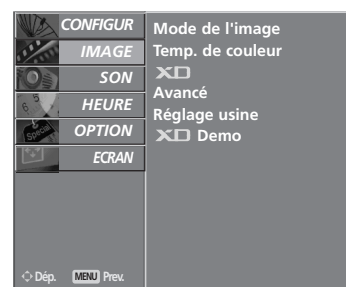 CONFIGUR
IMAGE
SON
HEURE
OPTION
ECRAN
Dép. MENU Prev.
Mode de l'image
Temp. de couleur
XD
Avancé
Réglage usine
XD Demo